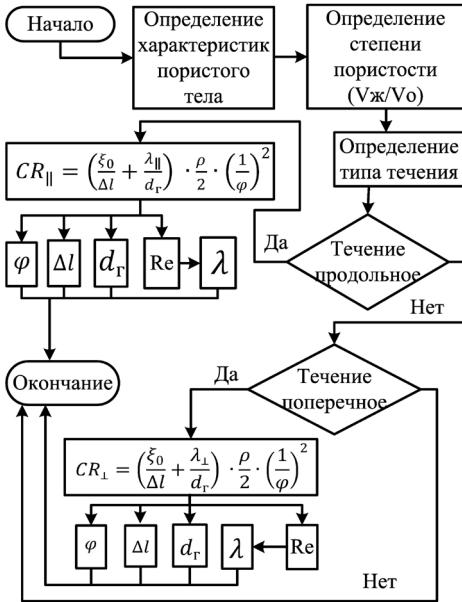 Начало
Определение
характеристик
пористого
тела
Определение
степени
пористости
(Vж/Vо)
Определение
типа течения
Течение
продольное
Да
Нет
CR∥ = (ξ₀/Δl + λ∥/dг) · ρ/2 · (1/φ)²
φ Δl dг Re λ
Окончание
Течение
поперечное
Да
Нет
CR⊥ = (ξ₀/Δl + λ⊥/dг) · ρ/2 · (1/φ)²
φ Δl dг λ Re